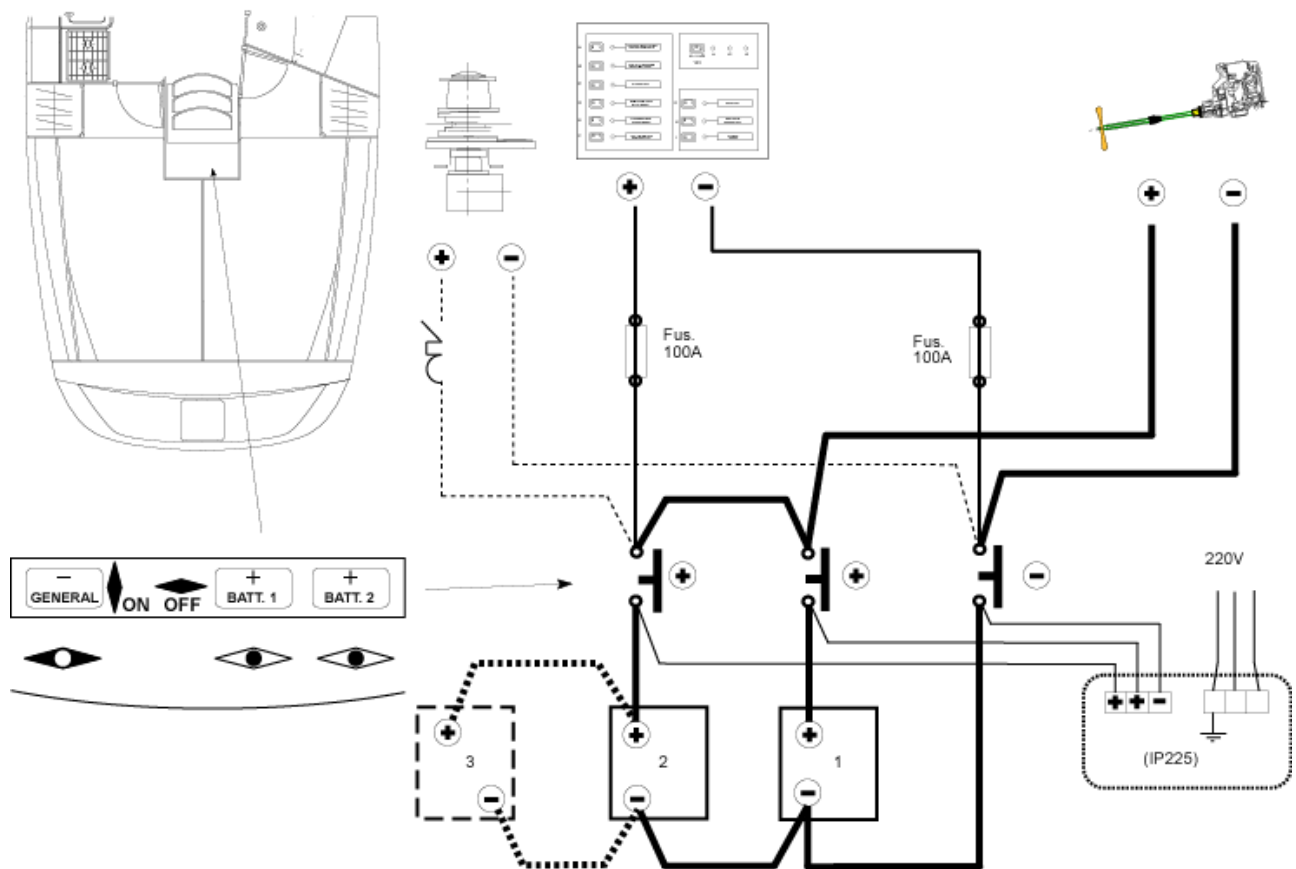 +
−
+
−
+
−
Fus.
100A
Fus.
100A
−
GENERAL
ON
OFF
+
BATT. 1
+
BATT. 2
+
+
−
220V
+
+
−
(IP225)
+
3
−
+
2
−
+
1
−